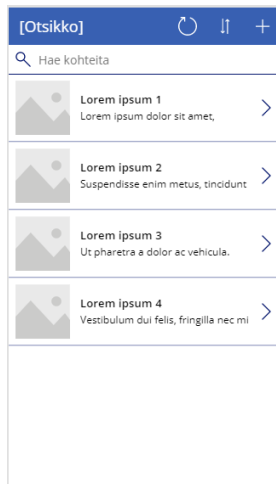 [Otsikko]
Hae kohteita
Lorem ipsum 1
Lorem ipsum dolor sit amet,
Lorem ipsum 2
Suspendisse enim metus, tincidunt
Lorem ipsum 3
Ut pharetra a dolor ac vehicula.
Lorem ipsum 4
Vestibulum dui felis, fringilla nec mi